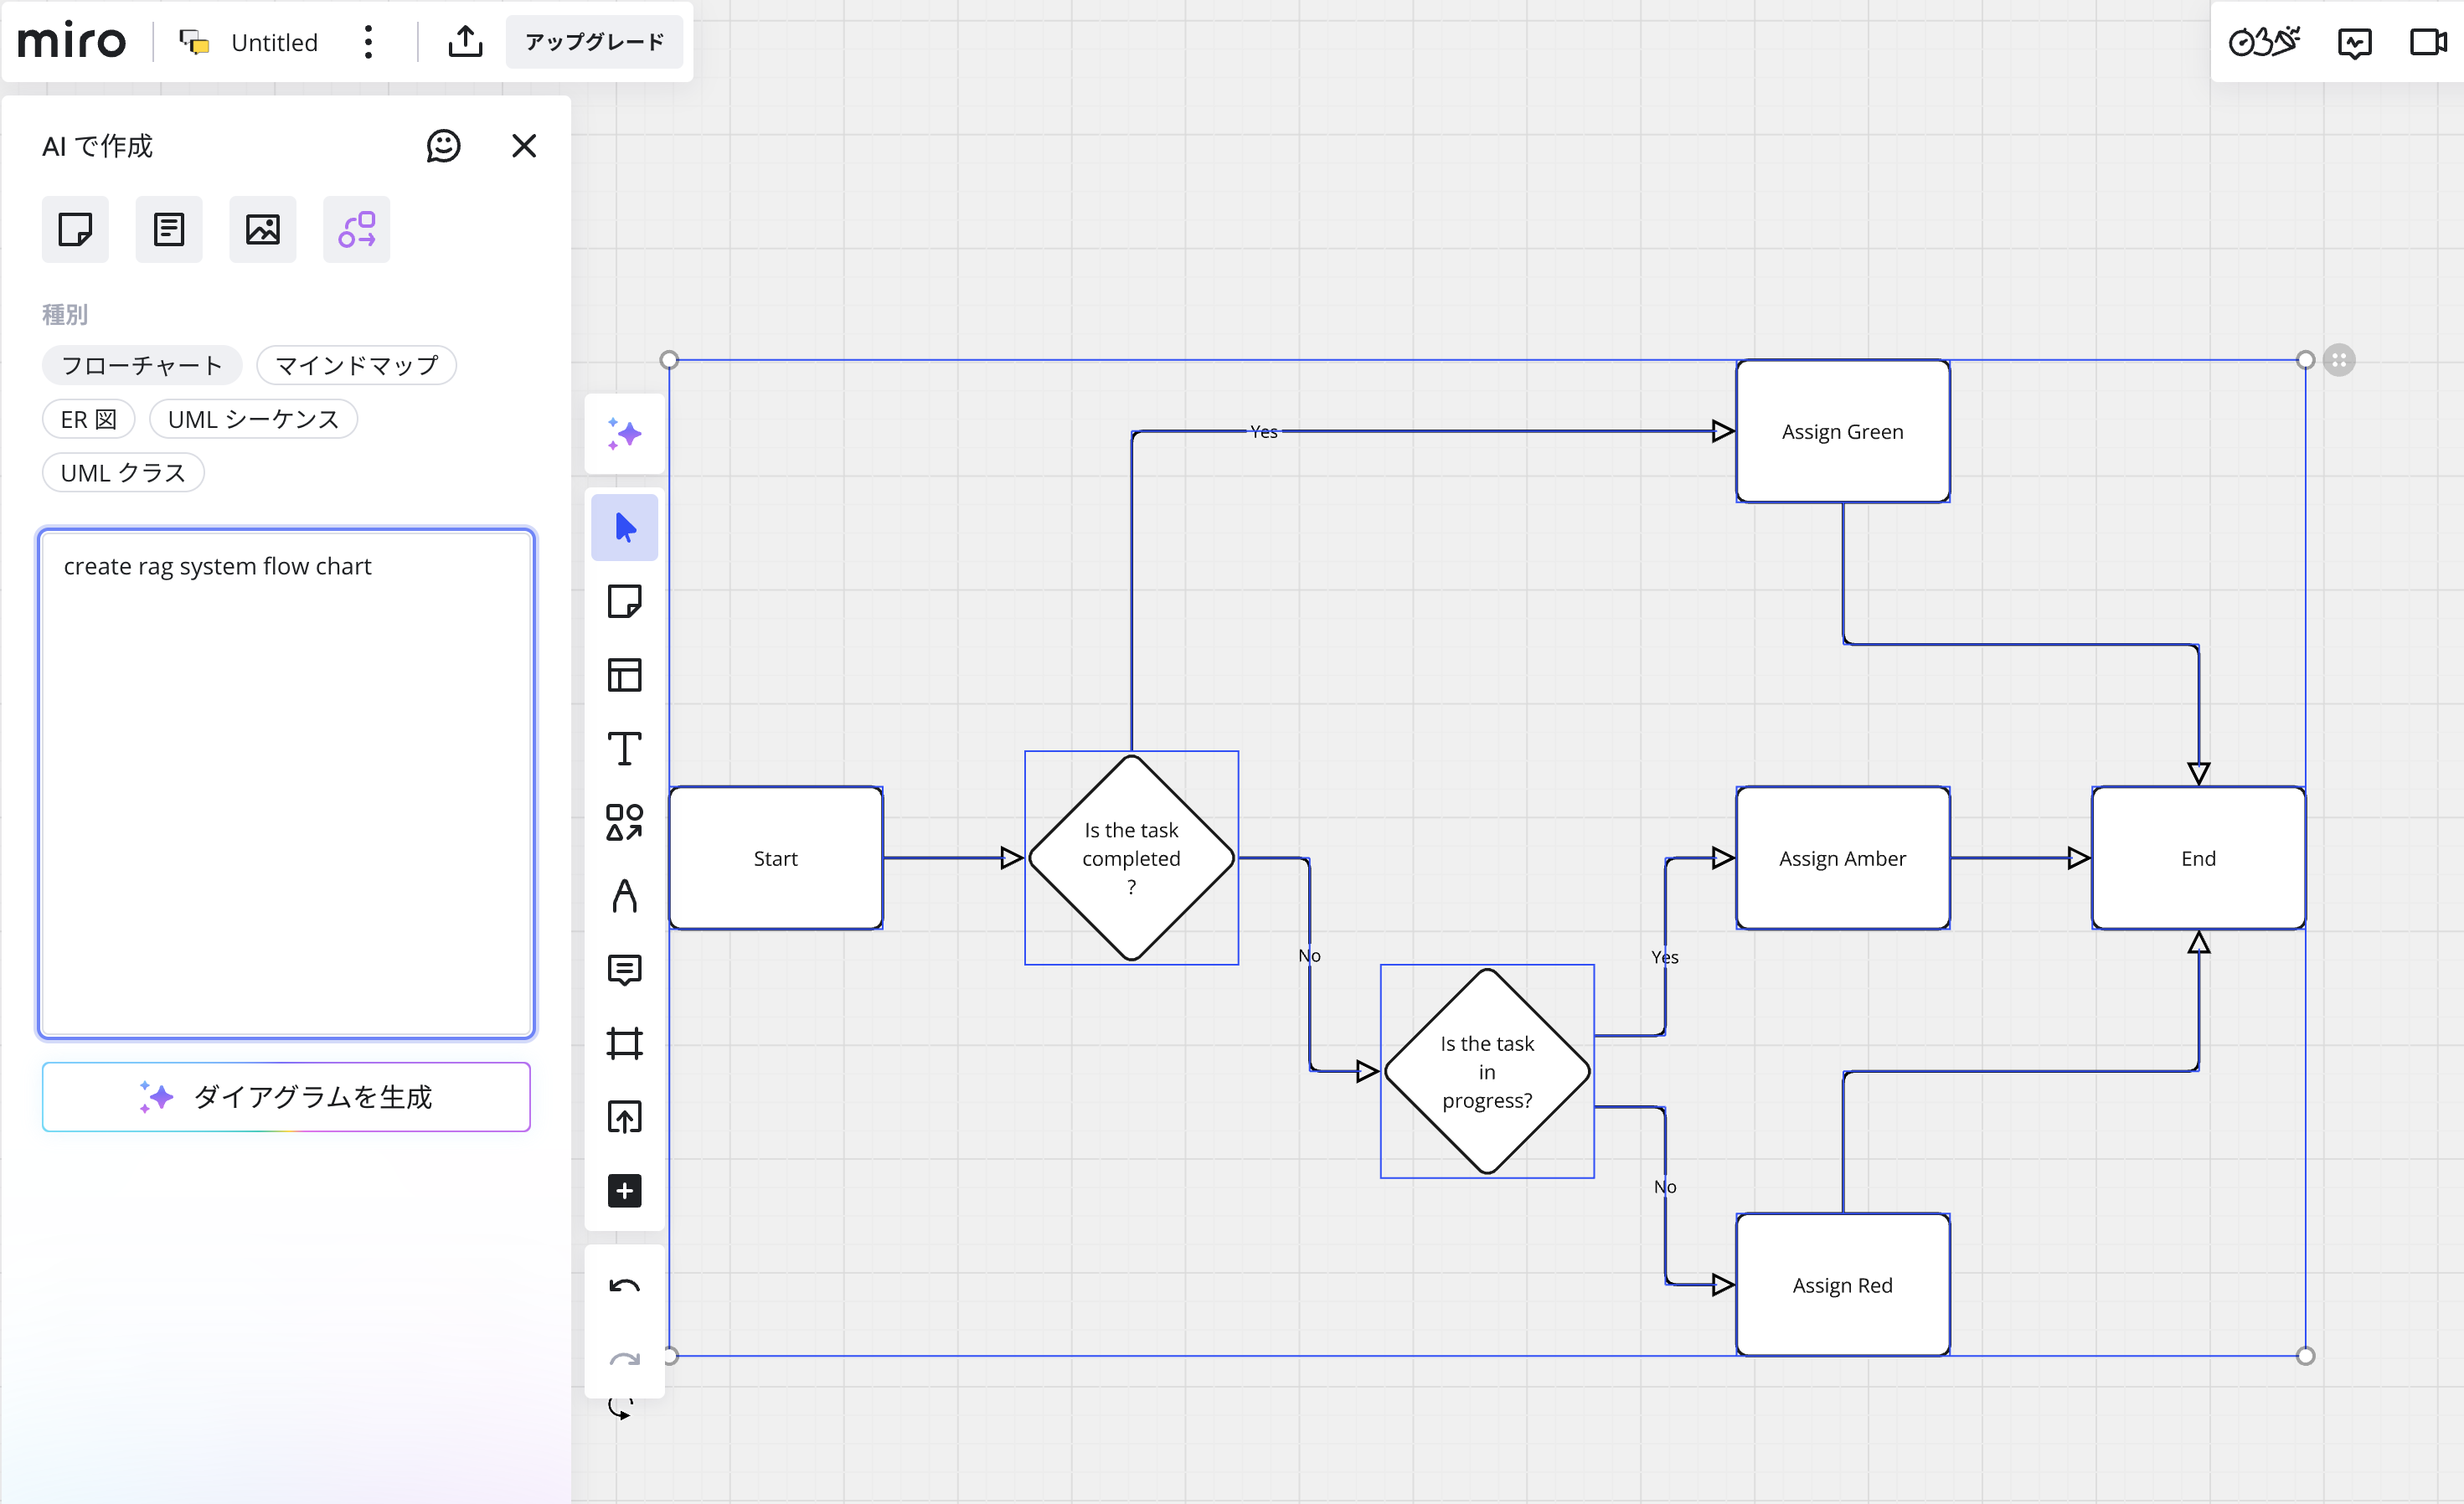 miro
Untitled
アップグレード
AI で作成
種別
フローチャート
マインドマップ
ER 図
UML シーケンス
UML クラス
create rag system flow chart
ダイアグラムを生成
Yes
Assign Green
Start
Is the task
completed
?
Assign Amber
End
No
Yes
Is the task
in
progress?
No
Assign Red